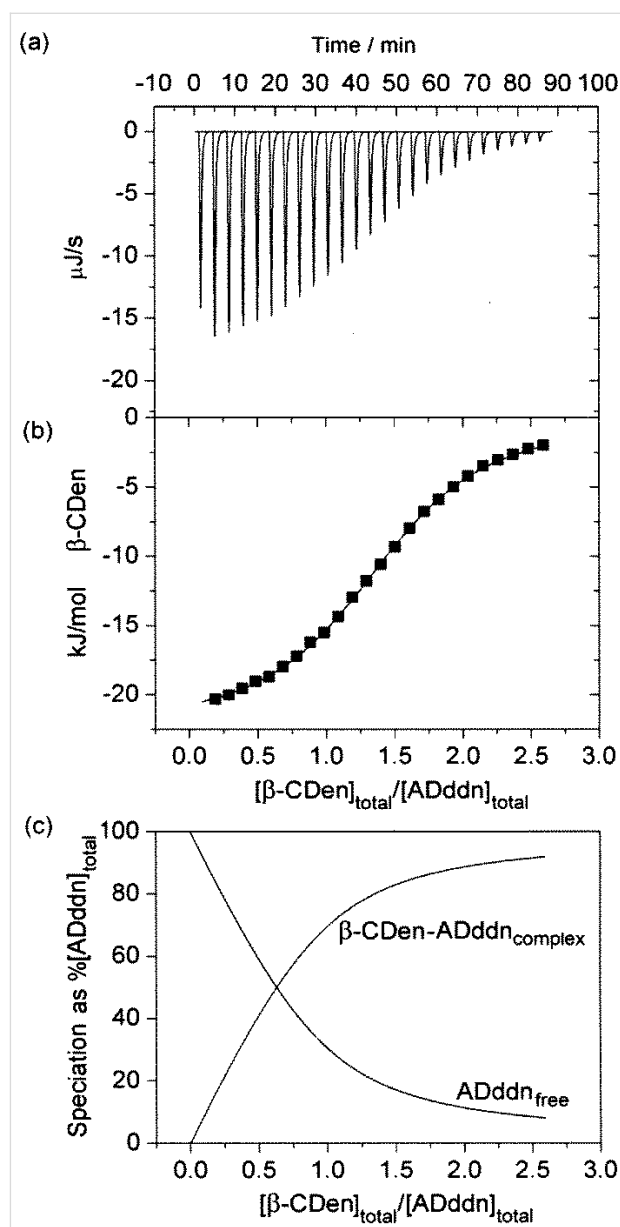 (a)
Time / min
-10 0 10 20 30 40 50 60 70 80 90 100
0
-5
-10
-15
-20
μJ/s
(b)
0
-5
-10
-15
-20
kJ/mol β-CDen
0.0 0.5 1.0 1.5 2.0 2.5 3.0
[β-CDen]total/[ADddn]total
(c)
100
80
60
40
20
0
Speciation as %[ADddn]total
β-CDen-ADddncomplex
ADddnfree
0.0 0.5 1.0 1.5 2.0 2.5 3.0
[β-CDen]total/[ADddn]total